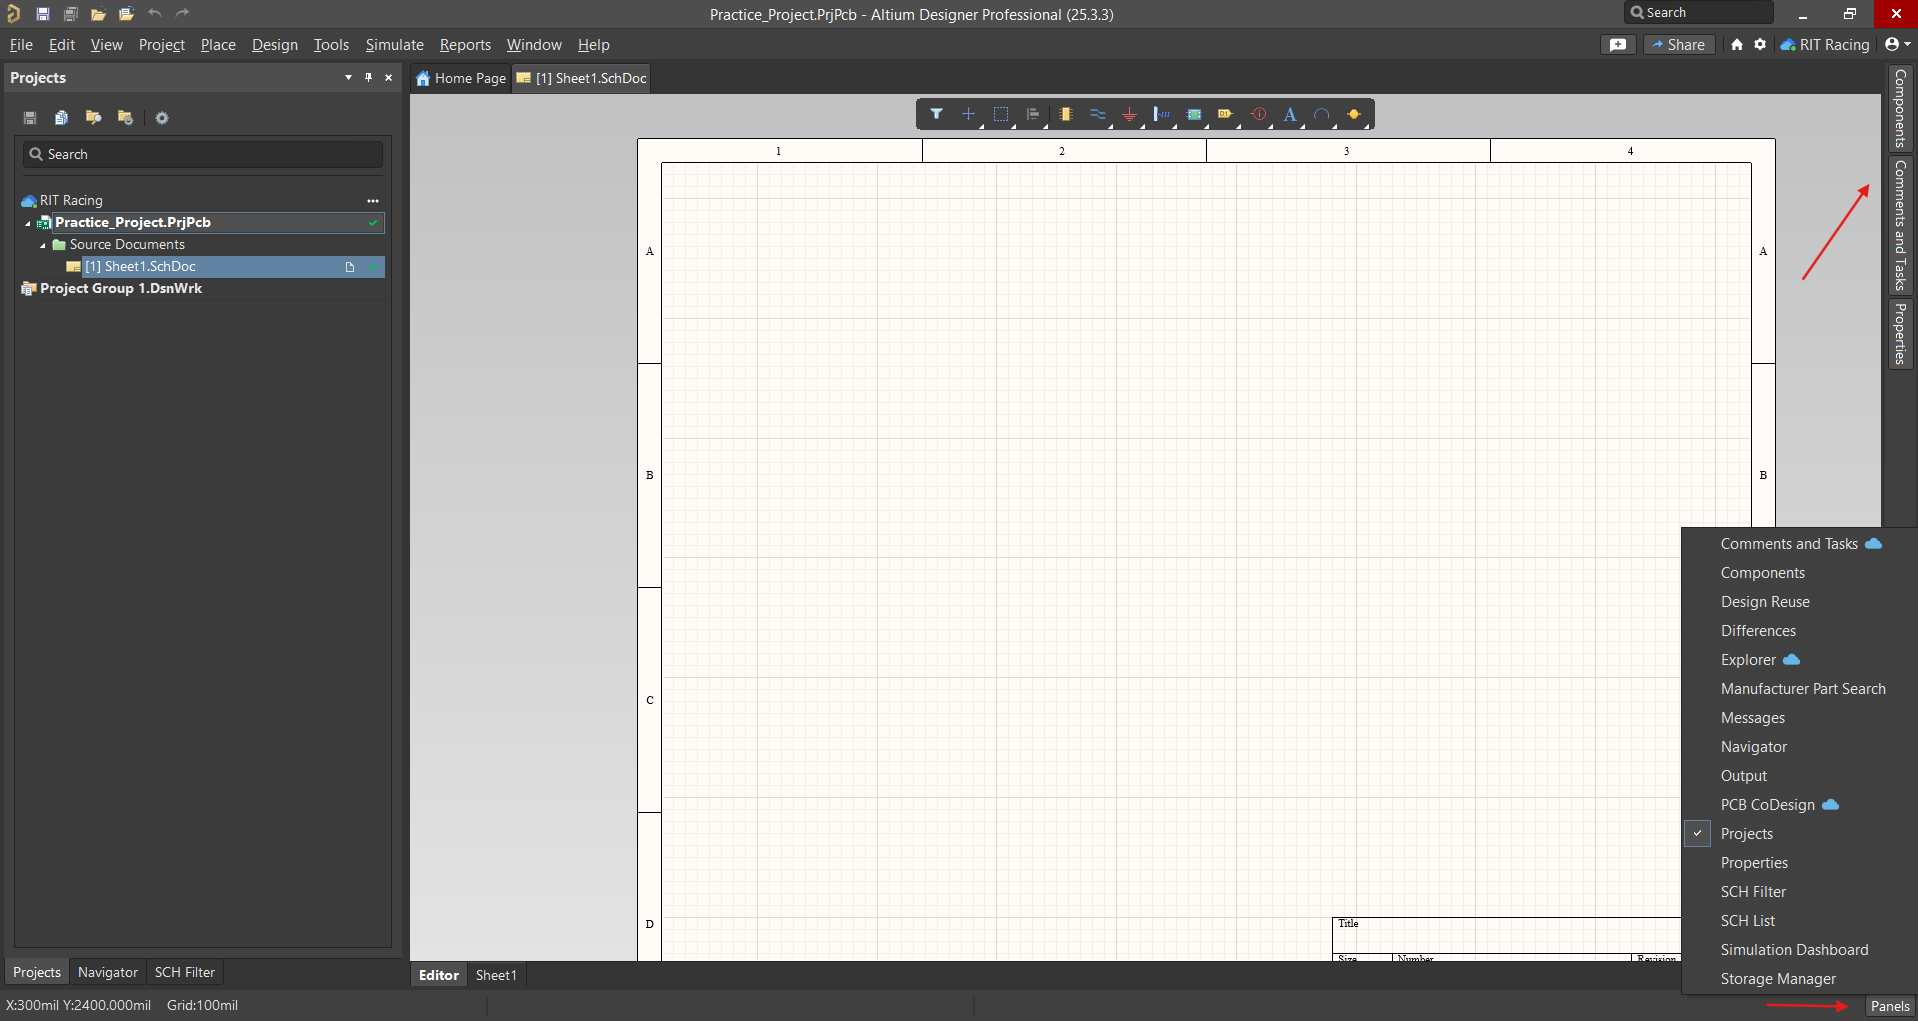 Practice_Project.PrjPcb - Altium Designer Professional (25.3.3)
Search
File Edit View Project Place Design Tools Simulate Reports Window Help
Share
RIT Racing
Projects
Home Page
[1] Sheet1.SchDoc
Search
RIT Racing
Practice_Project.PrjPcb
Source Documents
[1] Sheet1.SchDoc
Project Group 1.DsnWrk
1 2 3 4
A A
B B
C
D
Title
Size Number Revision
Components
Comments and Tasks
Properties
Comments and Tasks
Components
Design Reuse
Differences
Explorer
Manufacturer Part Search
Messages
Navigator
Output
PCB CoDesign
Projects
Properties
SCH Filter
SCH List
Simulation Dashboard
Storage Manager
Projects Navigator SCH Filter
Editor Sheet1
X:300mil Y:2400.000mil Grid:100mil
Panels